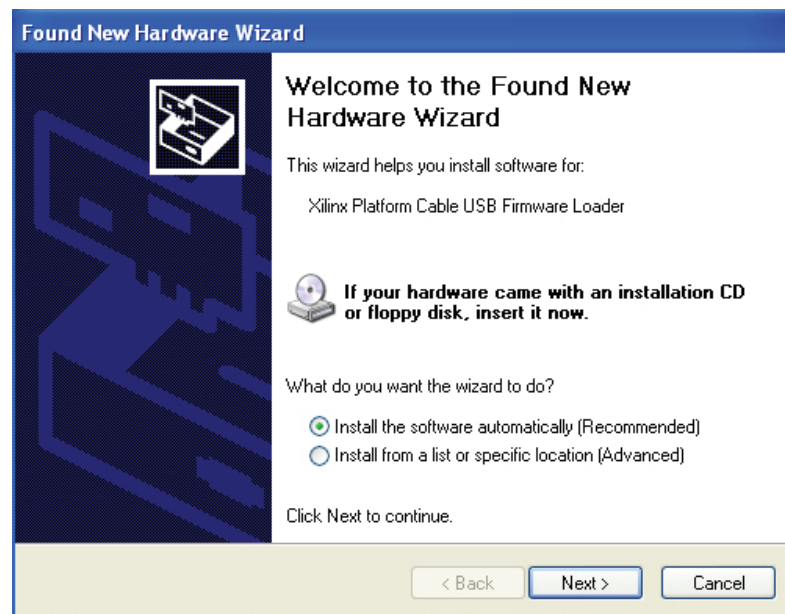 Found New Hardware Wizard
Welcome to the Found New
Hardware Wizard
This wizard helps you install software for:
Xilinx Platform Cable USB Firmware Loader
If your hardware came with an installation CD
or floppy disk, insert it now.
What do you want the wizard to do?
Install the software automatically (Recommended)
Install from a list or specific location (Advanced)
Click Next to continue.
< Back Next > Cancel